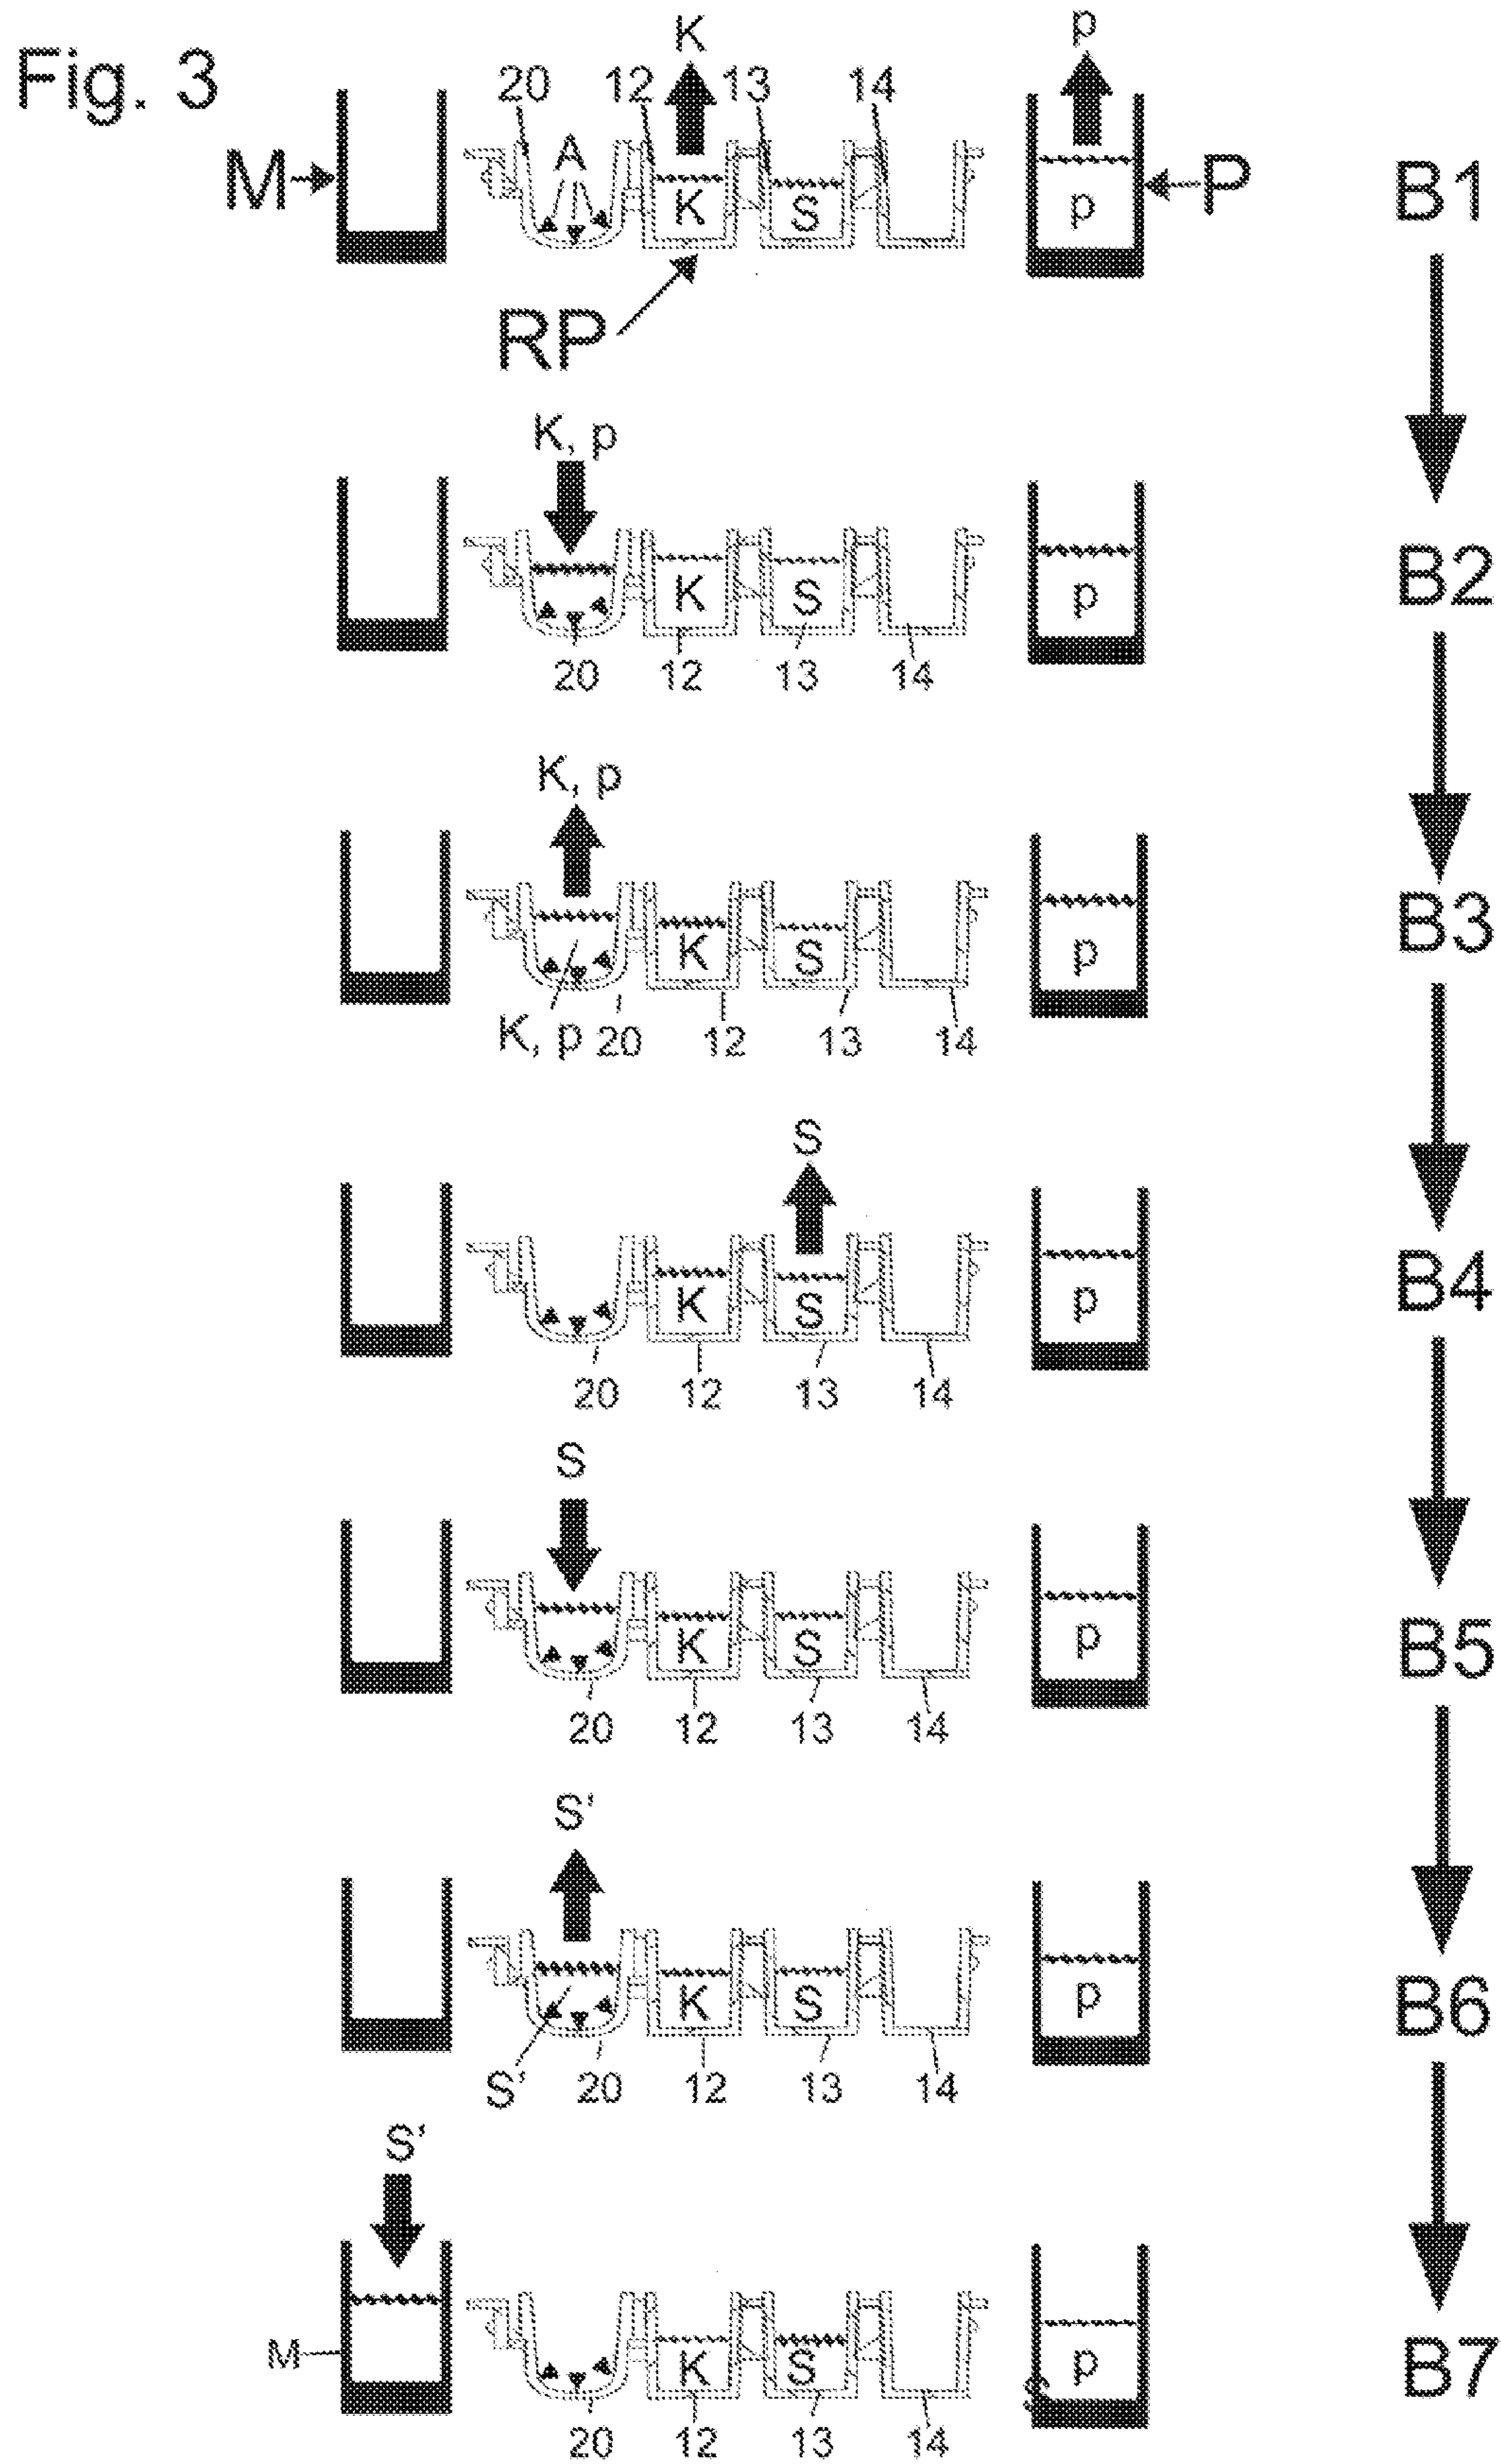 Fig. 3
K
p
20 12 13 14
A
M K S p P B1
RP
K, p
K S p B2
20 12 13 14
K, p
K S p B3
K, p 20 12 13 14
S
K S p B4
20 12 13 14
S
K S p B5
20 12 13 14
S'
K S p B6
S' 20 12 13 14
S'
M K S p B7
20 12 13 14